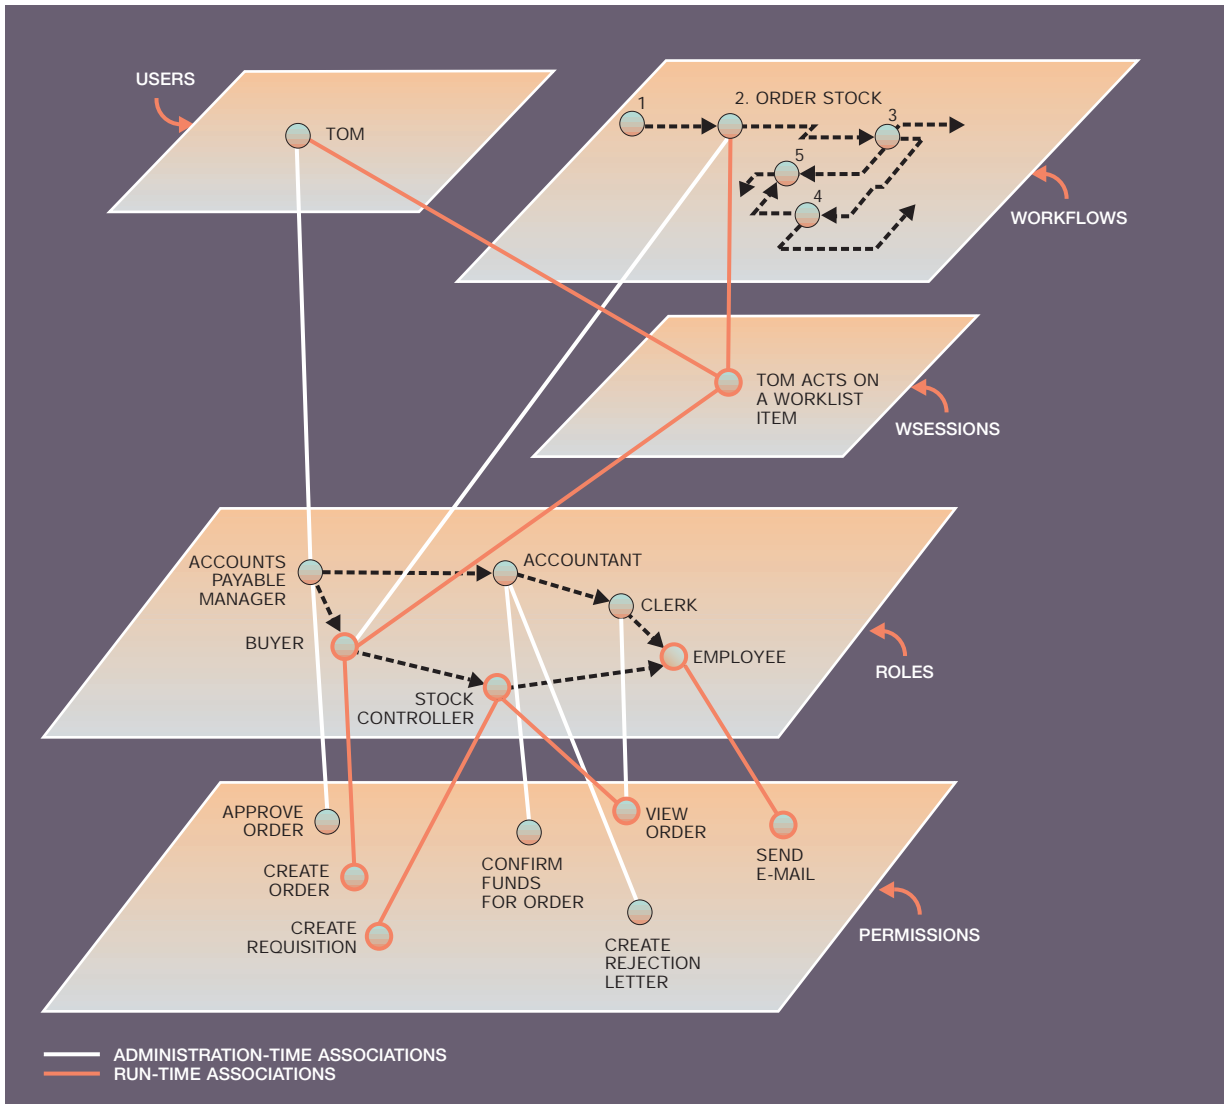 USERS
TOM
1
2. ORDER STOCK
3
5
4
WORKFLOWS
TOM ACTS ON
A WORKLIST
ITEM
WSESSIONS
ACCOUNTS
PAYABLE
MANAGER
ACCOUNTANT
CLERK
BUYER
EMPLOYEE
STOCK
CONTROLLER
ROLES
APPROVE
ORDER
VIEW
ORDER
CREATE
ORDER
CONFIRM
FUNDS
FOR ORDER
SEND
E-MAIL
CREATE
REQUISITION
CREATE
REJECTION
LETTER
PERMISSIONS
ADMINISTRATION-TIME ASSOCIATIONS
RUN-TIME ASSOCIATIONS